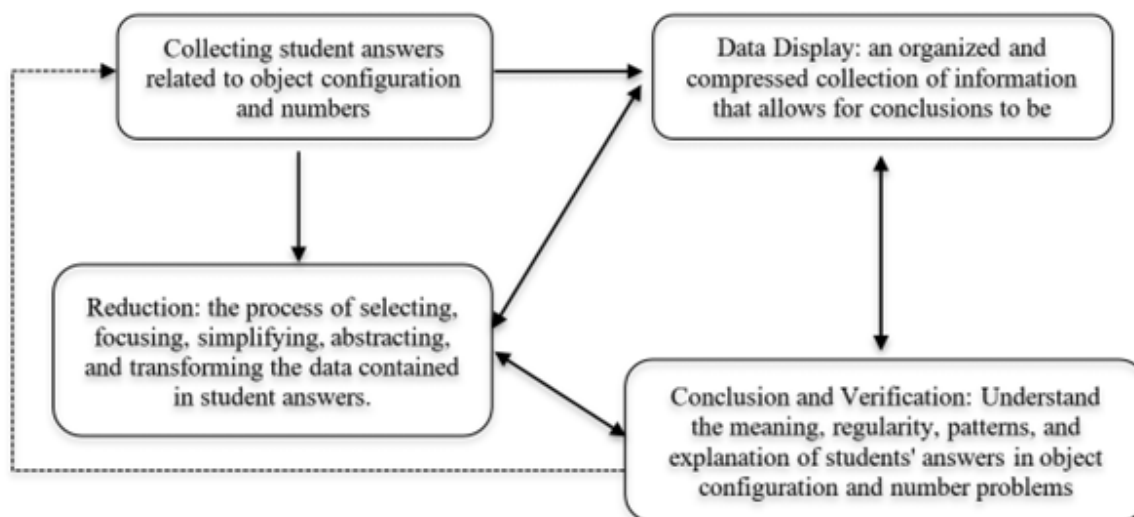 Collecting student answers
related to object configuration
and numbers
Data Display: an organized and
compressed collection of information
that allows for conclusions to be
Reduction: the process of selecting,
focusing, simplifying, abstracting,
and transforming the data contained
in student answers.
Conclusion and Verification: Understand
the meaning, regularity, patterns, and
explanation of students' answers in object
configuration and number problems